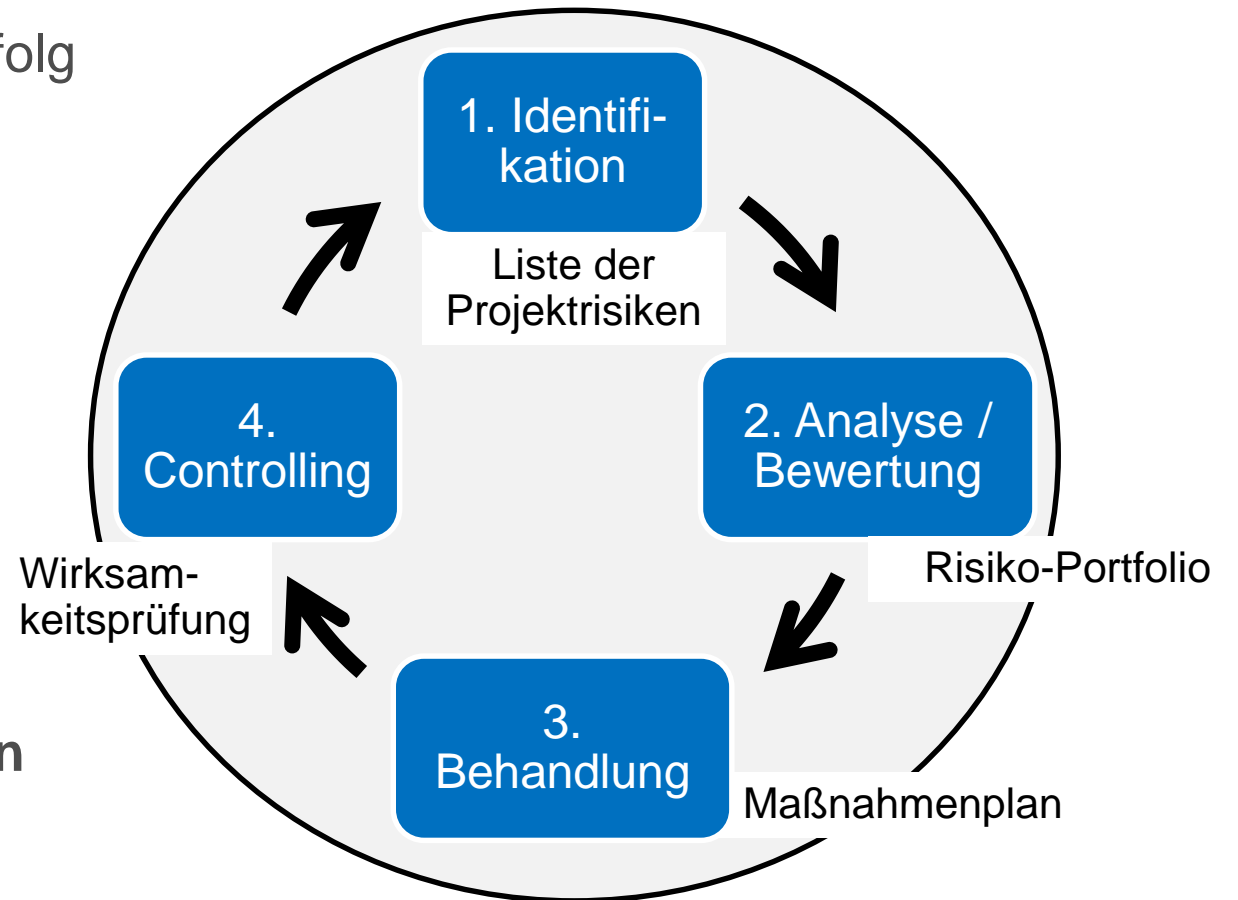 folg
1. Identifi-
kation
Liste der
Projektrisiken
2. Analyse /
Bewertung
Risiko-Portfolio
3.
Behandlung
Maßnahmenplan
4.
Controlling
Wirksam-
keitsprüfung
n